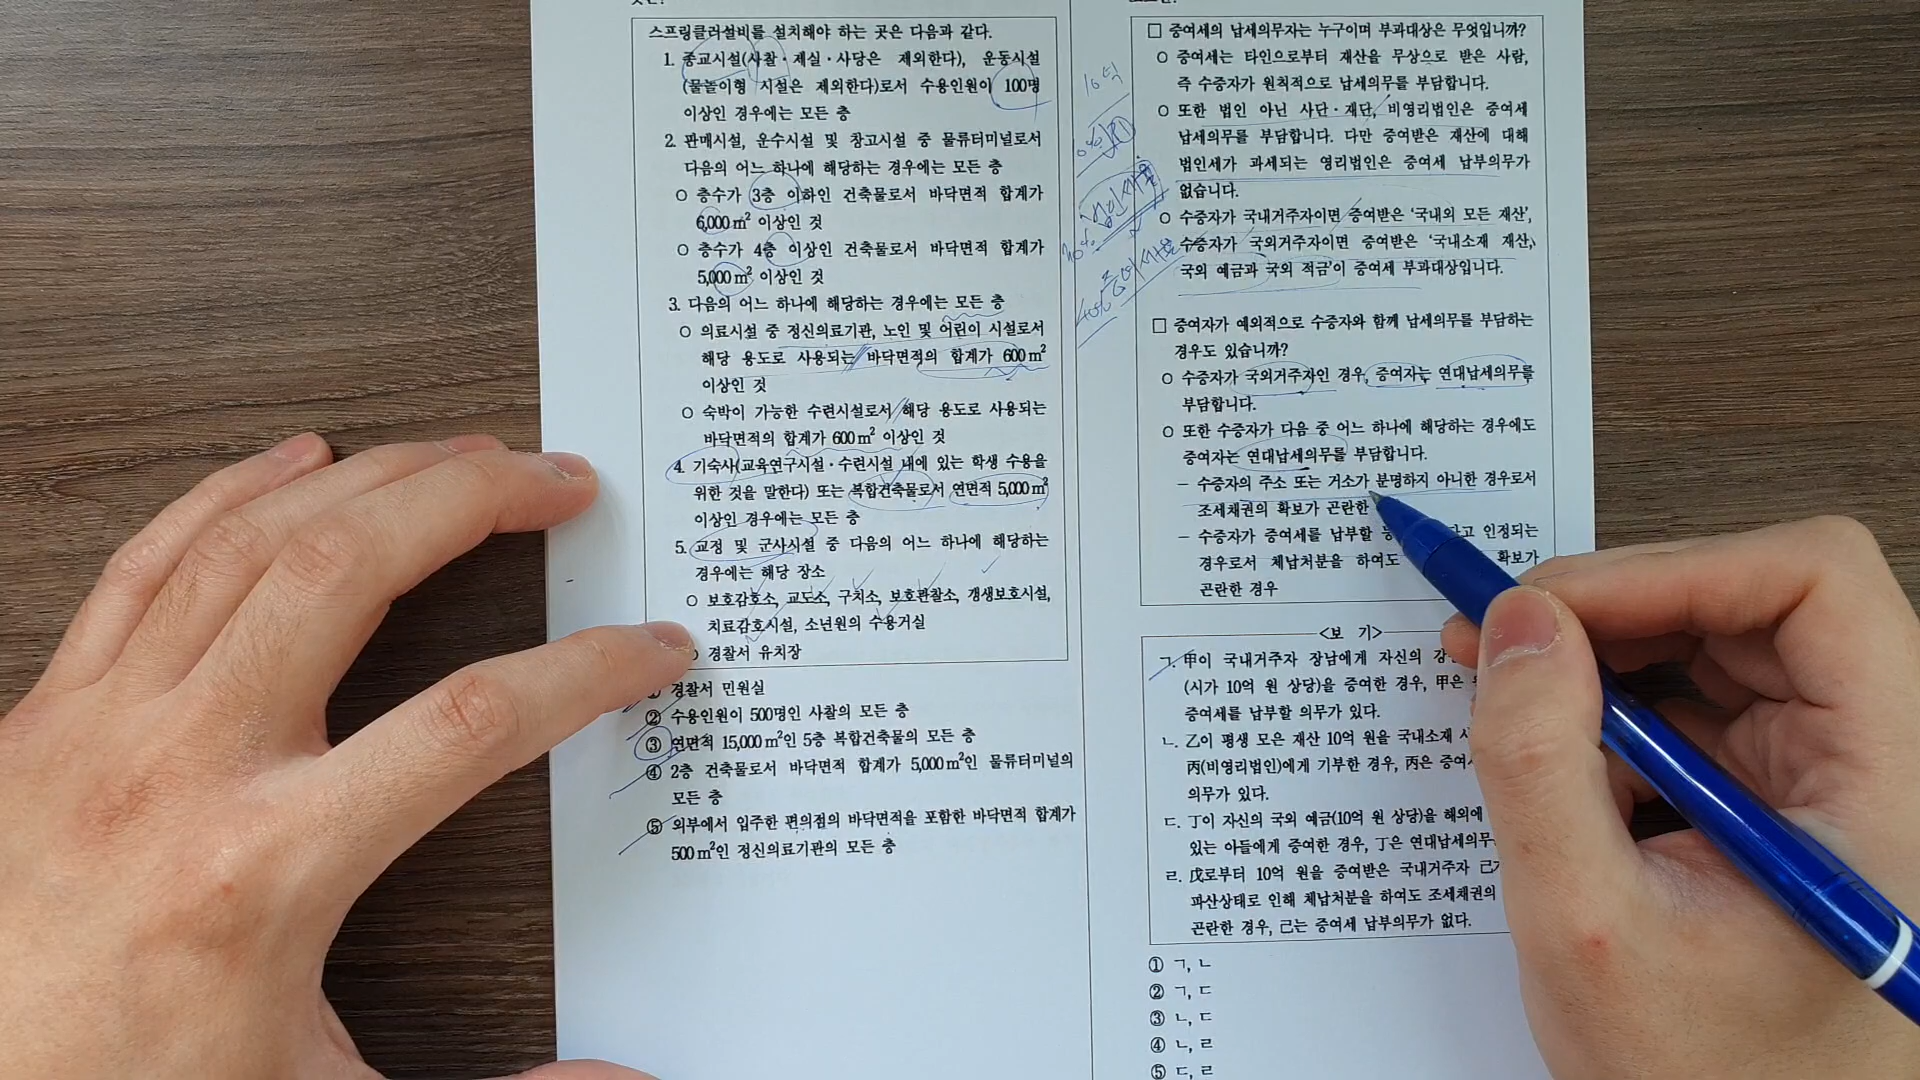 스프링클러설비를 설치해야 하는 곳은 다음과 같다.
1. 종교시설(사찰·제실·사당은 제외한다), 운동시설
(물놀이형 시설은 제외한다)로서 수용인원이 100명
이상인 경우에는 모든 층
2. 판매시설, 운수시설 및 창고시설 중 물류터미널로서
다음의 어느 하나에 해당하는 경우에는 모든 층
○ 층수가 3층 이하인 건축물로서 바닥면적 합계가
6,000㎡ 이상인 것
○ 층수가 4층 이상인 건축물로서 바닥면적 합계가
5,000㎡ 이상인 것
3. 다음의 어느 하나에 해당하는 경우에는 모든 층
○ 의료시설 중 정신의료기관, 노인 및 어린이 시설로서
해당 용도로 사용되는 바닥면적의 합계가 600㎡
이상인 것
○ 숙박이 가능한 수련시설로서 해당 용도로 사용되는
바닥면적의 합계가 600㎡ 이상인 것
4. 기숙사(교육연구시설·수련시설 내에 있는 학생 수용을
위한 것을 말한다) 또는 복합건축물로서 연면적 5,000㎡
이상인 경우에는 모든 층
5. 교정 및 군사시설 중 다음의 어느 하나에 해당하는
경우에는 해당 장소
○ 보호감호소, 교도소, 구치소, 보호관찰소, 갱생보호시설,
치료감호시설, 소년원의 수용거실
경찰서 유치장
① 경찰서 민원실
② 수용인원이 500명인 사찰의 모든 층
③ 연면적 15,000㎡인 5층 복합건축물의 모든 층
④ 2층 건축물로서 바닥면적 합계가 5,000㎡인 물류터미널의
모든 층
⑤ 외부에서 입주한 편의점의 바닥면적을 포함한 바닥면적 합계가
500㎡인 정신의료기관의 모든 층
10억
법인세율
30%
증여세율
40%
□ 증여세의 납세의무자는 누구이며 부과대상은 무엇입니까?
○ 증여세는 타인으로부터 재산을 무상으로 받은 사람,
즉 수증자가 원칙적으로 납세의무를 부담합니다.
○ 또한 법인 아닌 사단·재단, 비영리법인은 증여세
납세의무를 부담합니다. 다만 증여받은 재산에 대해
법인세가 과세되는 영리법인은 증여세 납부의무가
없습니다.
○ 수증자가 국내거주자이면 증여받은 '국내외 모든 재산',
수증자가 국외거주자이면 증여받은 '국내소재 재산,
국외 예금과 국외 적금'이 증여세 부과대상입니다.
□ 증여자가 예외적으로 수증자와 함께 납세의무를 부담하는
경우도 있습니까?
○ 수증자가 국외거주자인 경우, 증여자는 연대납세의무를
부담합니다.
○ 또한 수증자가 다음 중 어느 하나에 해당하는 경우에도
증여자는 연대납세의무를 부담합니다.
– 수증자의 주소 또는 거소가 분명하지 아니한 경우로서
조세채권의 확보가 곤란한
– 수증자가 증여세를 납부할 고 인정되는
경우로서 체납처분을 하여도 확보가
곤란한 경우
<보 기>
ㄱ. 甲이 국내거주자 장남에게 자신의
(시가 10억 원 상당)을 증여한 경우, 甲은
증여세를 납부할 의무가 있다.
ㄴ. 乙이 평생 모은 재산 10억 원을 국내소재
丙(비영리법인)에게 기부한 경우, 丙은
의무가 있다.
ㄷ. 丁이 자신의 국외 예금(10억 원 상당)을 해외에
있는 아들에게 증여한 경우, 丁은 연대납세의무
ㄹ. 戊로부터 10억 원을 증여받은 국내거주자 己
파산상태로 인해 체납처분을 하여도 조세채권의
곤란한 경우, 己는 증여세 납부의무가 없다.
① ㄱ, ㄴ
② ㄱ, ㄷ
③ ㄴ, ㄷ
④ ㄴ, ㄹ
⑤ ㄷ, ㄹ